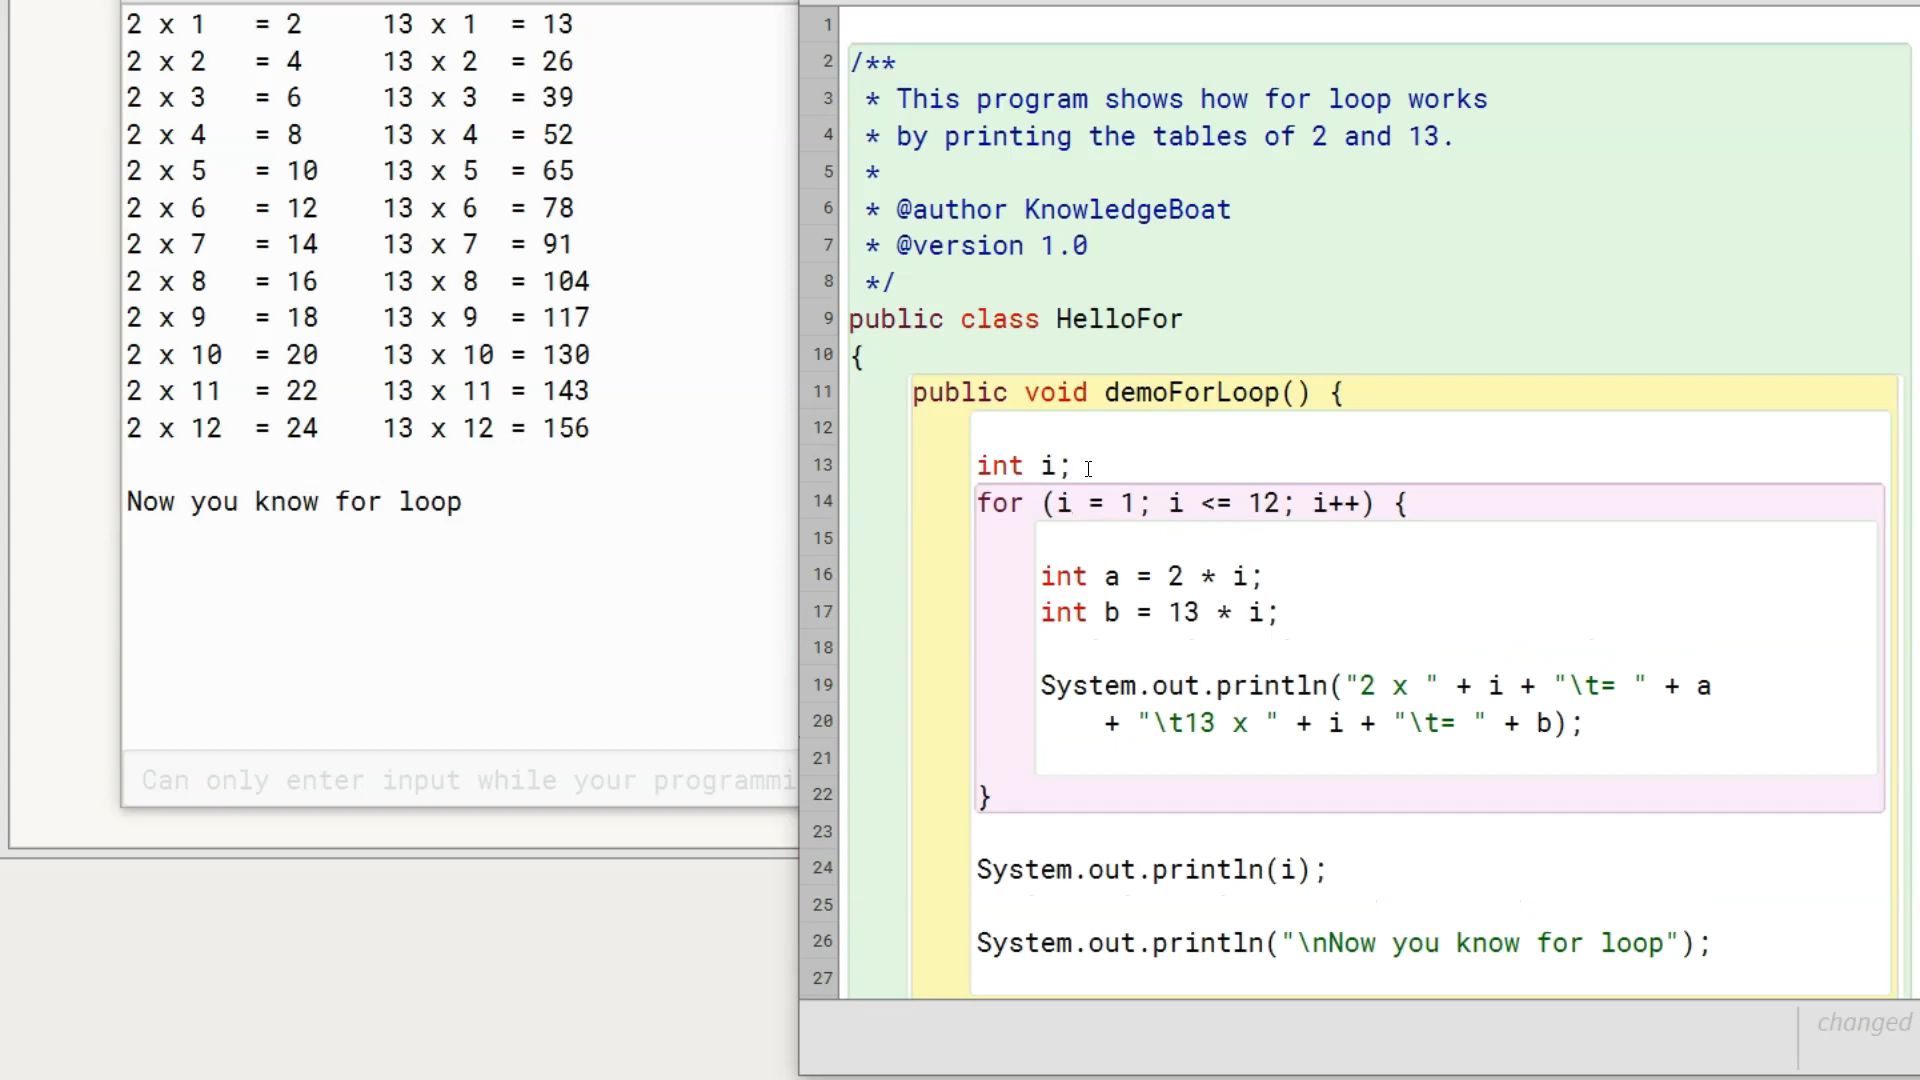 2 x 1 = 2 13 x 1 = 13
2 x 2 = 4 13 x 2 = 26
2 x 3 = 6 13 x 3 = 39
2 x 4 = 8 13 x 4 = 52
2 x 5 = 10 13 x 5 = 65
2 x 6 = 12 13 x 6 = 78
2 x 7 = 14 13 x 7 = 91
2 x 8 = 16 13 x 8 = 104
2 x 9 = 18 13 x 9 = 117
2 x 10 = 20 13 x 10 = 130
2 x 11 = 22 13 x 11 = 143
2 x 12 = 24 13 x 12 = 156
Now you know for loop
Can only enter input while your programmi
1
2 /**
3 * This program shows how for loop works
4 * by printing the tables of 2 and 13.
5 *
6 * @author KnowledgeBoat
7 * @version 1.0
8 */
9 public class HelloFor
10 {
11 public void demoForLoop() {
12
13 int i;
14 for (i = 1; i <= 12; i++) {
15
16 int a = 2 * i;
17 int b = 13 * i;
18
19 System.out.println("2 x " + i + "\t= " + a
20 + "\t13 x " + i + "\t= " + b);
21
22 }
23
24 System.out.println(i);
25
26 System.out.println("\nNow you know for loop");
27
changed